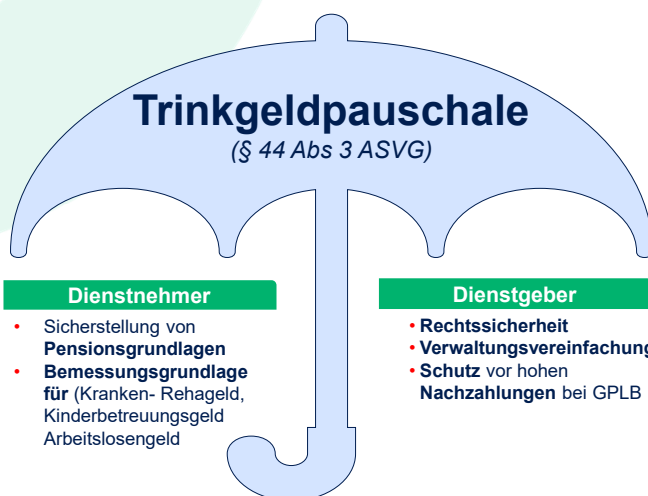 Trinkgeldpauschale
(§ 44 Abs 3 ASVG)
Dienstnehmer
• Sicherstellung von
Pensionsgrundlagen
• Bemessungsgrundlage
für (Kranken- Rehageld,
Kinderbetreuungsgeld
Arbeitslosengeld
Dienstgeber
• Rechtssicherheit
• Verwaltungsvereinfachung
• Schutz vor hohen
Nachzahlungen bei GPLB